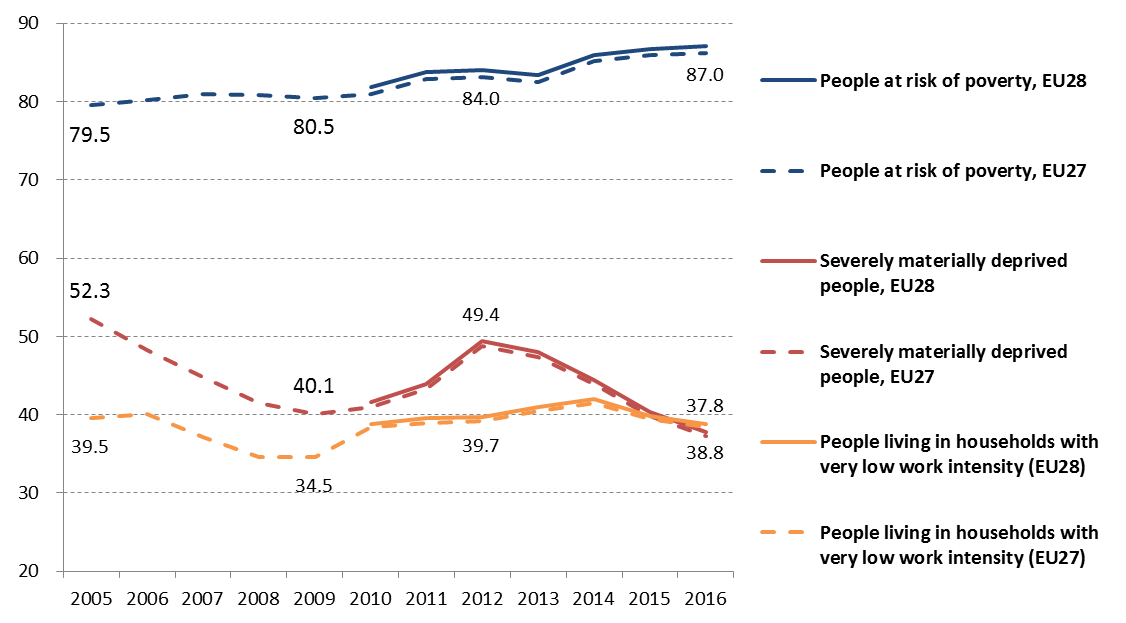 90
80
70
60
50
40
30
20
79.5
80.5
84.0
87.0
52.3
40.1
49.4
37.8
39.5
34.5
39.7
38.8
2005 2006 2007 2008 2009 2010 2011 2012 2013 2014 2015 2016
People at risk of poverty, EU28
People at risk of poverty, EU27
Severely materially deprived
people, EU28
Severely materially deprived
people, EU27
People living in households with
very low work intensity (EU28)
People living in households with
very low work intensity (EU27)